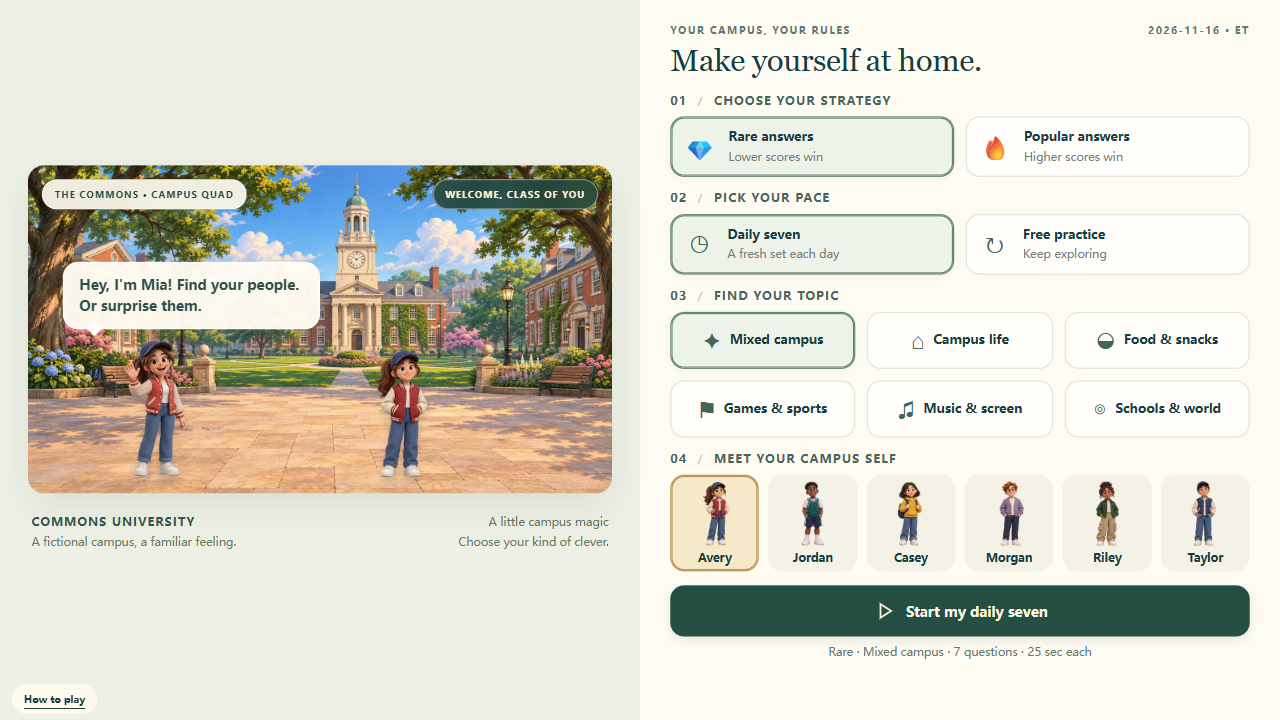 THE COMMONS • CAMPUS QUAD
WELCOME, CLASS OF YOU
Hey, I'm Mia! Find your people.
Or surprise them.
COMMONS UNIVERSITY
A fictional campus, a familiar feeling.
A little campus magic
Choose your kind of clever.
How to play
YOUR CAMPUS, YOUR RULES
2026-11-16 • ET
Make yourself at home.
01 / CHOOSE YOUR STRATEGY
Rare answers
Lower scores win
Popular answers
Higher scores win
02 / PICK YOUR PACE
Daily seven
A fresh set each day
Free practice
Keep exploring
03 / FIND YOUR TOPIC
Mixed campus
Campus life
Food & snacks
Games & sports
Music & screen
Schools & world
04 / MEET YOUR CAMPUS SELF
Avery
Jordan
Casey
Morgan
Riley
Taylor
Start my daily seven
Rare · Mixed campus · 7 questions · 25 sec each